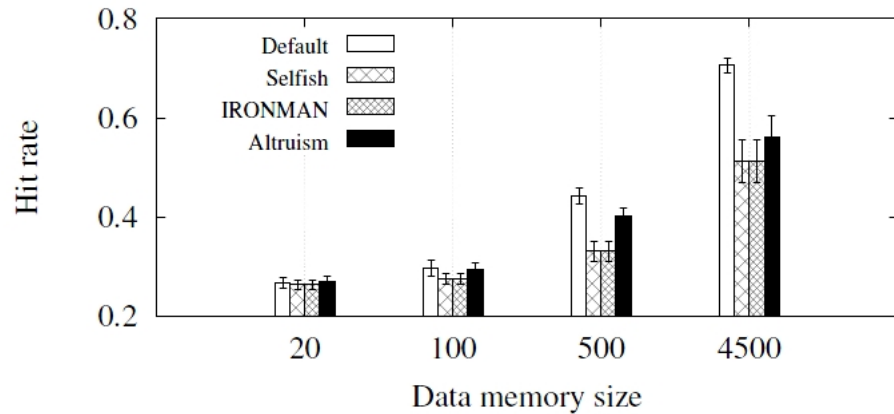 0.8
0.6
0.4
0.2
Hit rate
Default
Selfish
IRONMAN
Altruism
20 100 500 4500
Data memory size